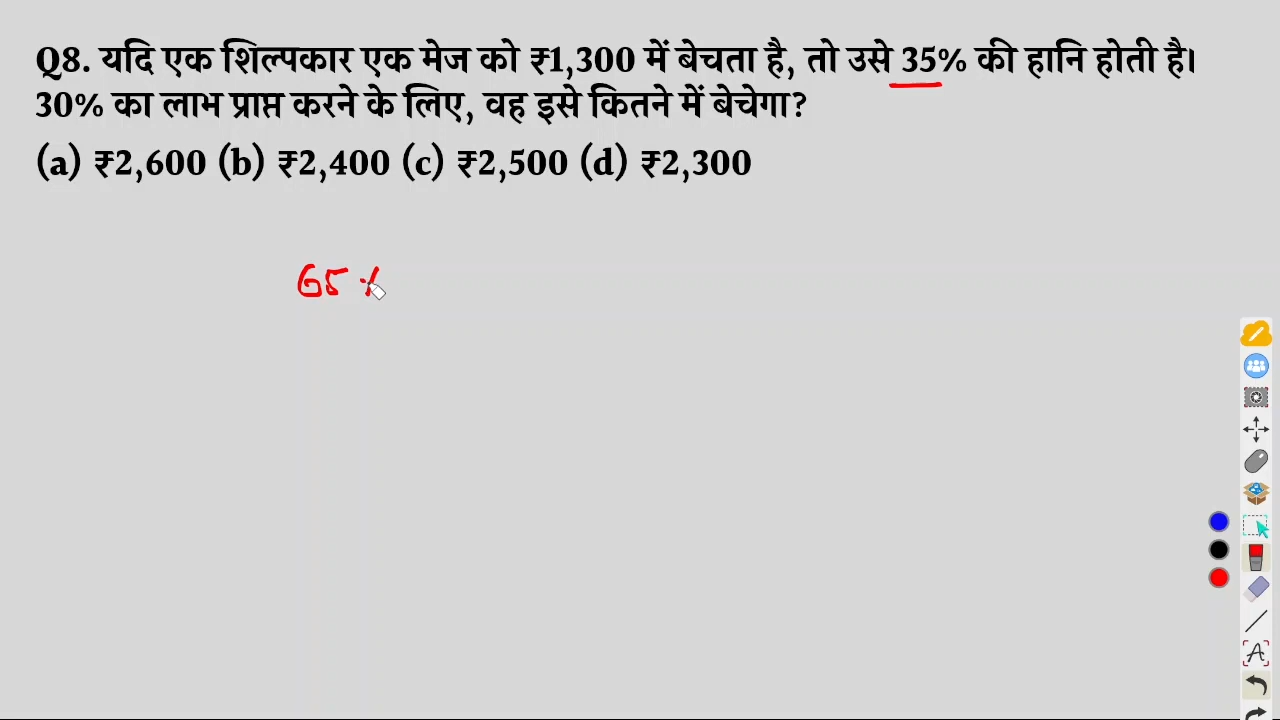 Q8. यदि एक शिल्पकार एक मेज को ₹1,300 में बेचता है, तो उसे 35% की हानि होती है।
30% का लाभ प्राप्त करने के लिए, वह इसे कितने में बेचेगा?
(a) ₹2,600 (b) ₹2,400 (c) ₹2,500 (d) ₹2,300
65